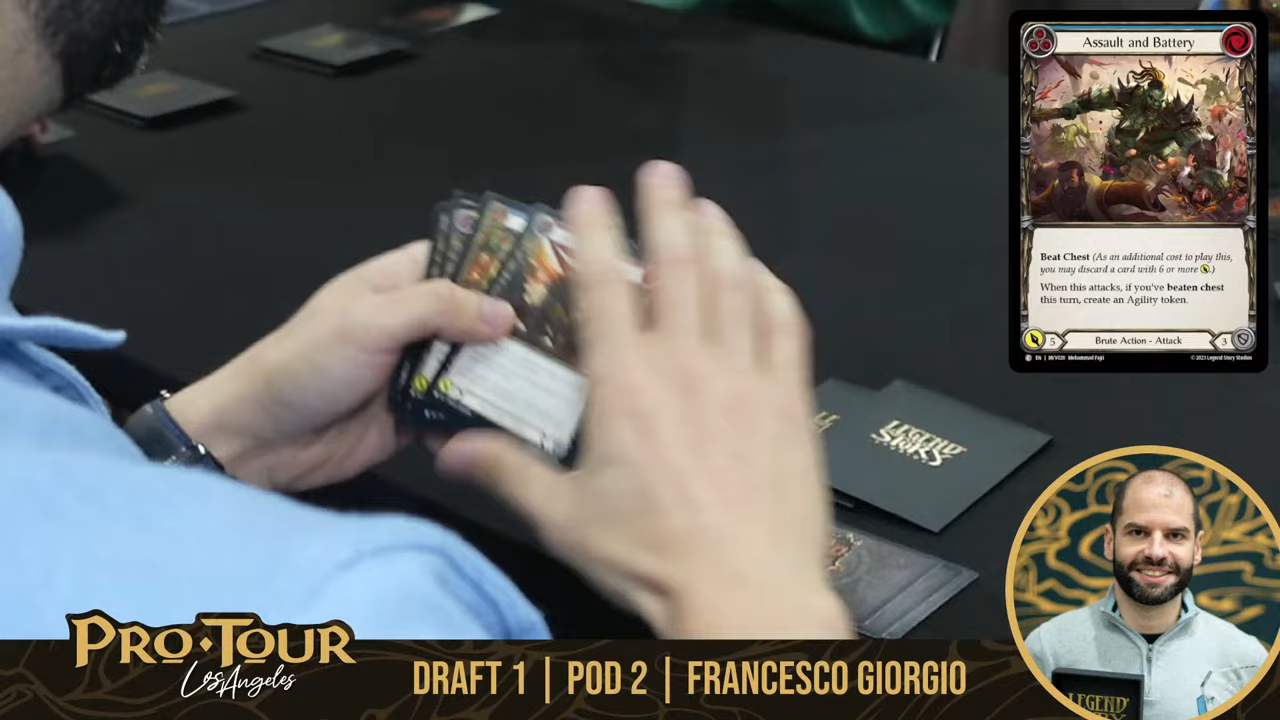 Assault and Battery
Beat Chest (As an additional cost to play this,
you may discard a card with 6 or more .)
When this attacks, if you've beaten chest
this turn, create an Agility token.
5
Brute Action - Attack
3
LEGEND
STORY
STUDIOS
PRO TOUR
Los Angeles
DRAFT 1 | POD 2 | FRANCESCO GIORGIO
LEGEND